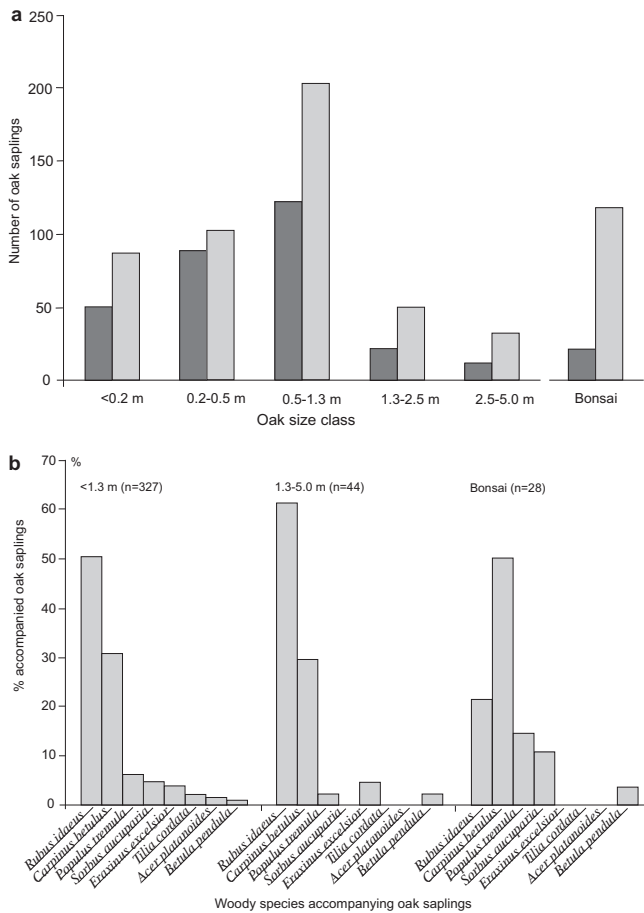 a
250
200
150
100
50
0
Number of oak saplings
<0.2 m 0.2-0.5 m 0.5-1.3 m 1.3-2.5 m 2.5-5.0 m Bonsai
Oak size class
b
70 %
<1.3 m (n=327) 1.3-5.0 m (n=44) Bonsai (n=28)
60
50
40
30
20
10
0
% accompanied oak saplings
Rubus idaeus
Carpinus betulus
Populus tremula
Sorbus aucuparia
Fraxinus excelsior
Tilia cordata
Acer platanoides
Betula pendula
Rubus idaeus
Carpinus betulus
Populus tremula
Sorbus aucuparia
Fraxinus excelsior
Tilia cordata
Acer platanoides
Betula pendula
Rubus idaeus
Carpinus betulus
Populus tremula
Sorbus aucuparia
Fraxinus excelsior
Tilia cordata
Acer platanoides
Betula pendula
Woody species accompanying oak saplings